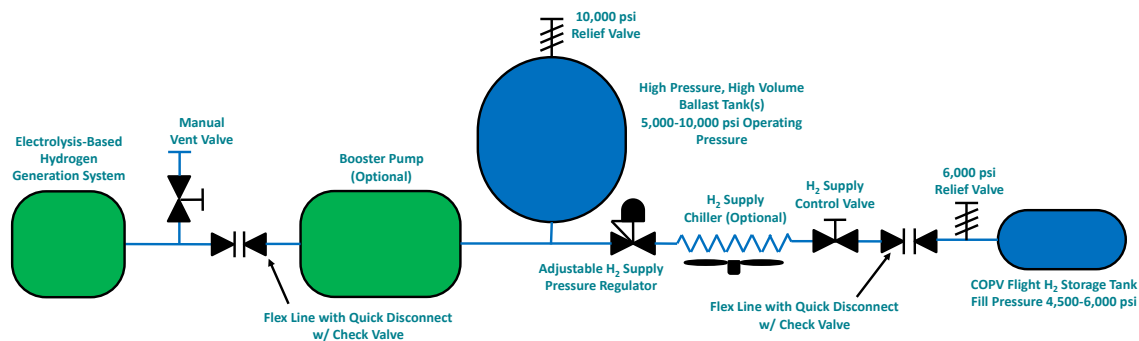 10,000 psi
Relief Valve
High Pressure, High Volume
Ballast Tank(s)
5,000-10,000 psi Operating
Pressure
Manual
Vent Valve
Electrolysis-Based
Hydrogen
Generation System
Booster Pump
(Optional)
6,000 psi
Relief Valve
H₂ Supply
Control Valve
H₂ Supply
Chiller (Optional)
Adjustable H₂ Supply
Pressure Regulator
COPV Flight H₂ Storage Tank
Fill Pressure 4,500-6,000 psi
Flex Line with Quick Disconnect
w/ Check Valve
Flex Line with Quick Disconnect
w/ Check Valve